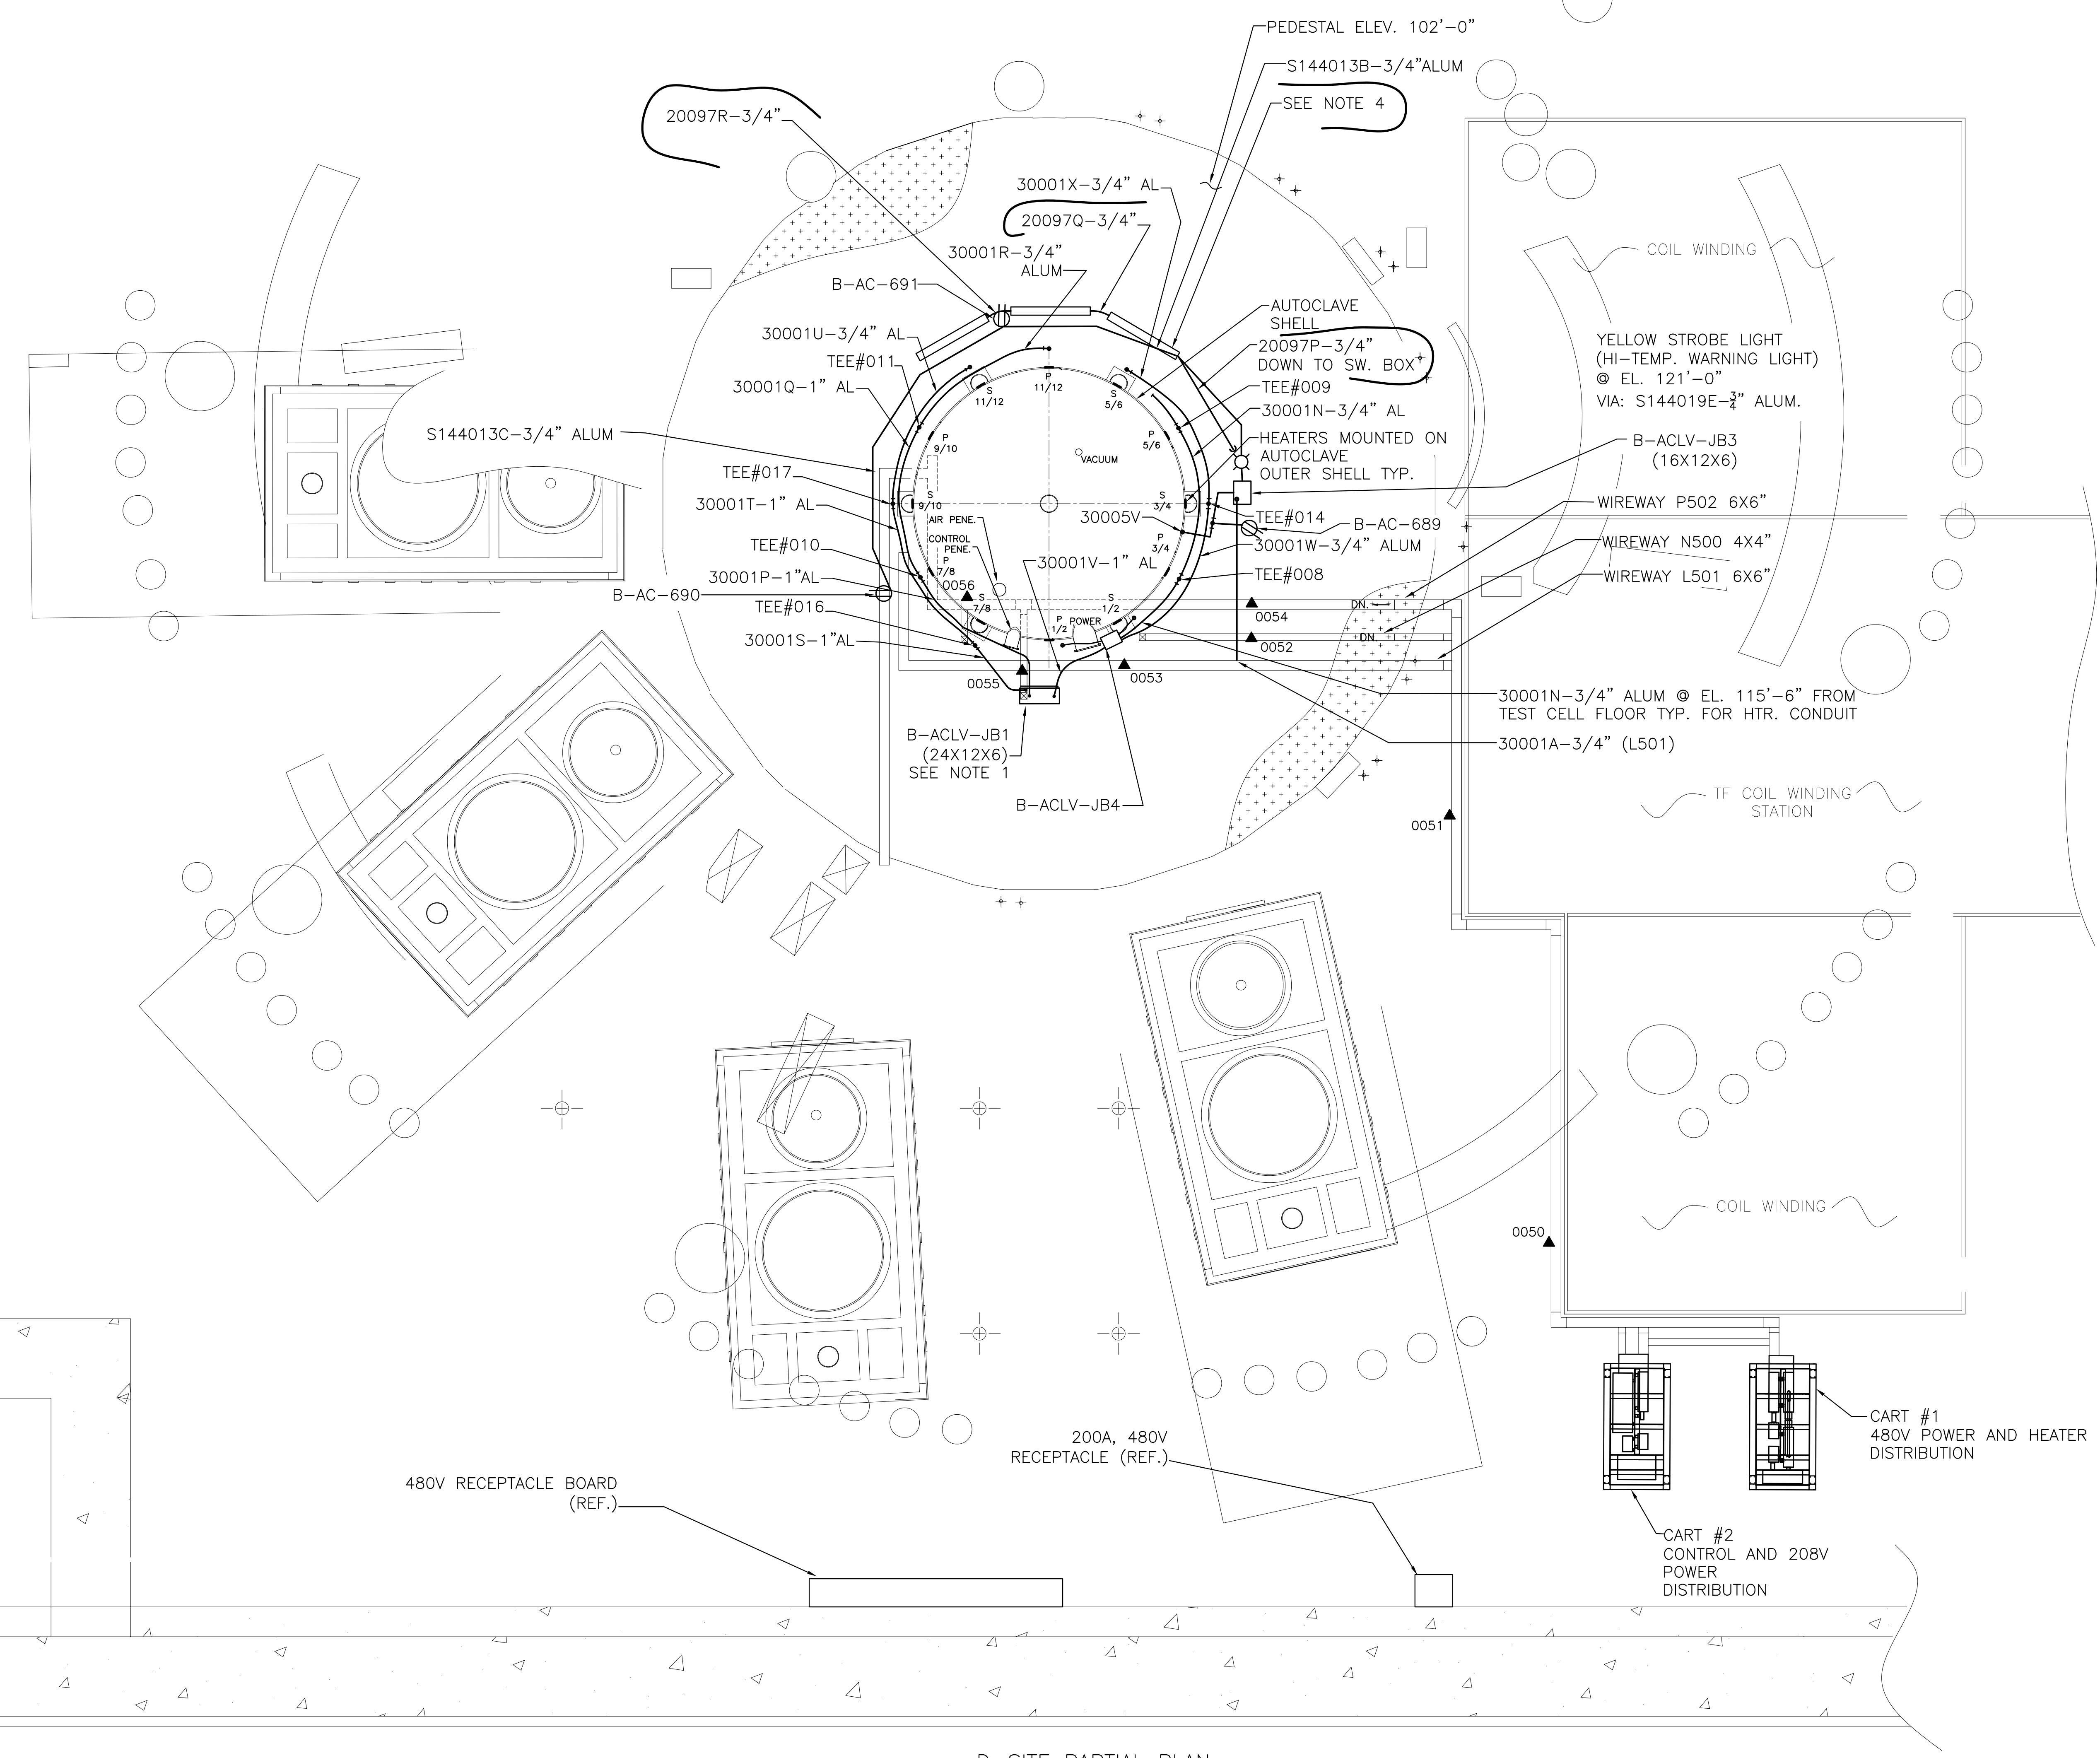 PEDESTAL ELEV. 102'-0"
S144013B-3/4"ALUM
SEE NOTE 4
20097R-3/4"
30001X-3/4" AL
20097Q-3/4"
30001R-3/4"
ALUM
B-AC-691
AUTOCLAVE
SHELL
30001U-3/4" AL
20097P-3/4"
DOWN TO SW. BOX
TEE#011
TEE#009
30001Q-1" AL
30001N-3/4" AL
YELLOW STROBE LIGHT
(HI-TEMP. WARNING LIGHT)
@ EL. 121'-0"
VIA: S144019E-3/4" ALUM.
COIL WINDING
S144013C-3/4" ALUM
HEATERS MOUNTED ON
AUTOCLAVE
OUTER SHELL TYP.
B-ACLV-JB3
(16X12X6)
TEE#017
30001T-1" AL
WIREWAY P502 6X6"
TEE#014
B-AC-689
30005V
TEE#010
30001W-3/4" ALUM
WIREWAY N500 4X4"
30001P-1"AL
30001V-1" AL
TEE#008
WIREWAY L501 6X6"
B-AC-690
TEE#016
30001S-1"AL
P
11/12
S
11/12
S
5/6
P
5/6
P
9/10
S
9/10
S
3/4
P
3/4
P
7/8
S
7/8
S
1/2
P
1/2
POWER
VACUUM
AIR PENE.
CONTROL
PENE.
0056
0054
0052
0053
0055
DN.
DN.
30001N-3/4" ALUM @ EL. 115'-6" FROM
TEST CELL FLOOR TYP. FOR HTR. CONDUIT
30001A-3/4" (L501)
B-ACLV-JB1
(24X12X6)
SEE NOTE 1
B-ACLV-JB4
TF COIL WINDING
STATION
0051
COIL WINDING
0050
CART #1
480V POWER AND HEATER
DISTRIBUTION
200A, 480V
RECEPTACLE (REF.)
480V RECEPTACLE BOARD
(REF.)
CART #2
CONTROL AND 208V
POWER
DISTRIBUTION
SITE PARTIAL PLAN